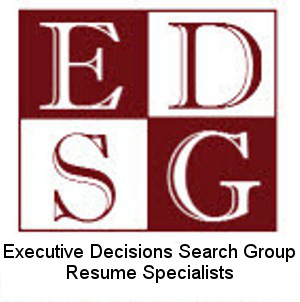 E D
S G
Executive Decisions Search Group
Resume Specialists